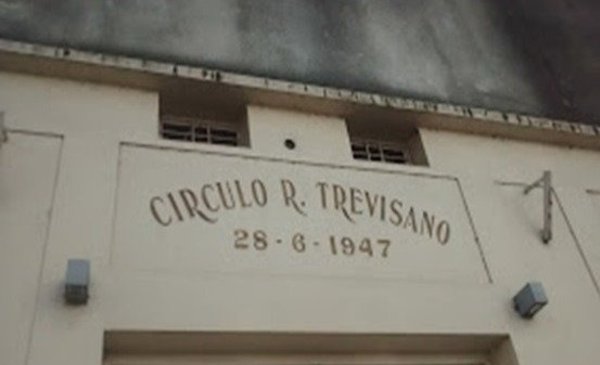 CIRCULO R. TREVISANO
28 - 6 - 1947